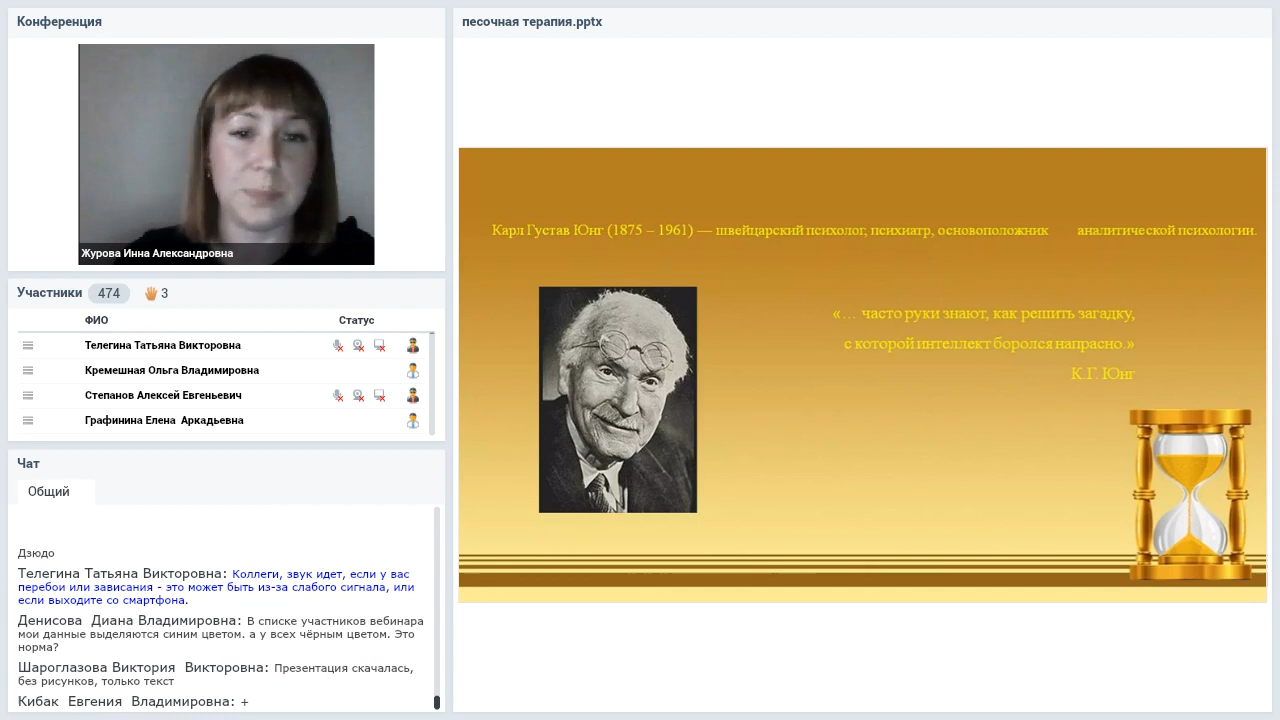 Конференция
Журова Инна Александровна
Участники 474 3
ФИО Статус
Телегина Татьяна Викторовна
Кремешная Ольга Владимировна
Степанов Алексей Евгеньевич
Графинина Елена Аркадьевна
Чат
Общий
Дзюдо
Телегина Татьяна Викторовна: Коллеги, звук идет, если у вас
перебои или зависания - это может быть из-за слабого сигнала, или
если выходите со смартфона.
Денисова Диана Владимировна: В списке участников вебинара
мои данные выделяются синим цветом. а у всех чёрным цветом. Это
норма?
Шароглазова Виктория Викторовна: Презентация скачалась,
без рисунков, только текст
Кибак Евгения Владимировна: +
песочная терапия.pptx
Карл Густав Юнг (1875 – 1961) — швейцарский психолог, психиатр, основоположник аналитической психологии.
«… часто руки знают, как решить загадку,
с которой интеллект боролся напрасно.»
К.Г. Юнг